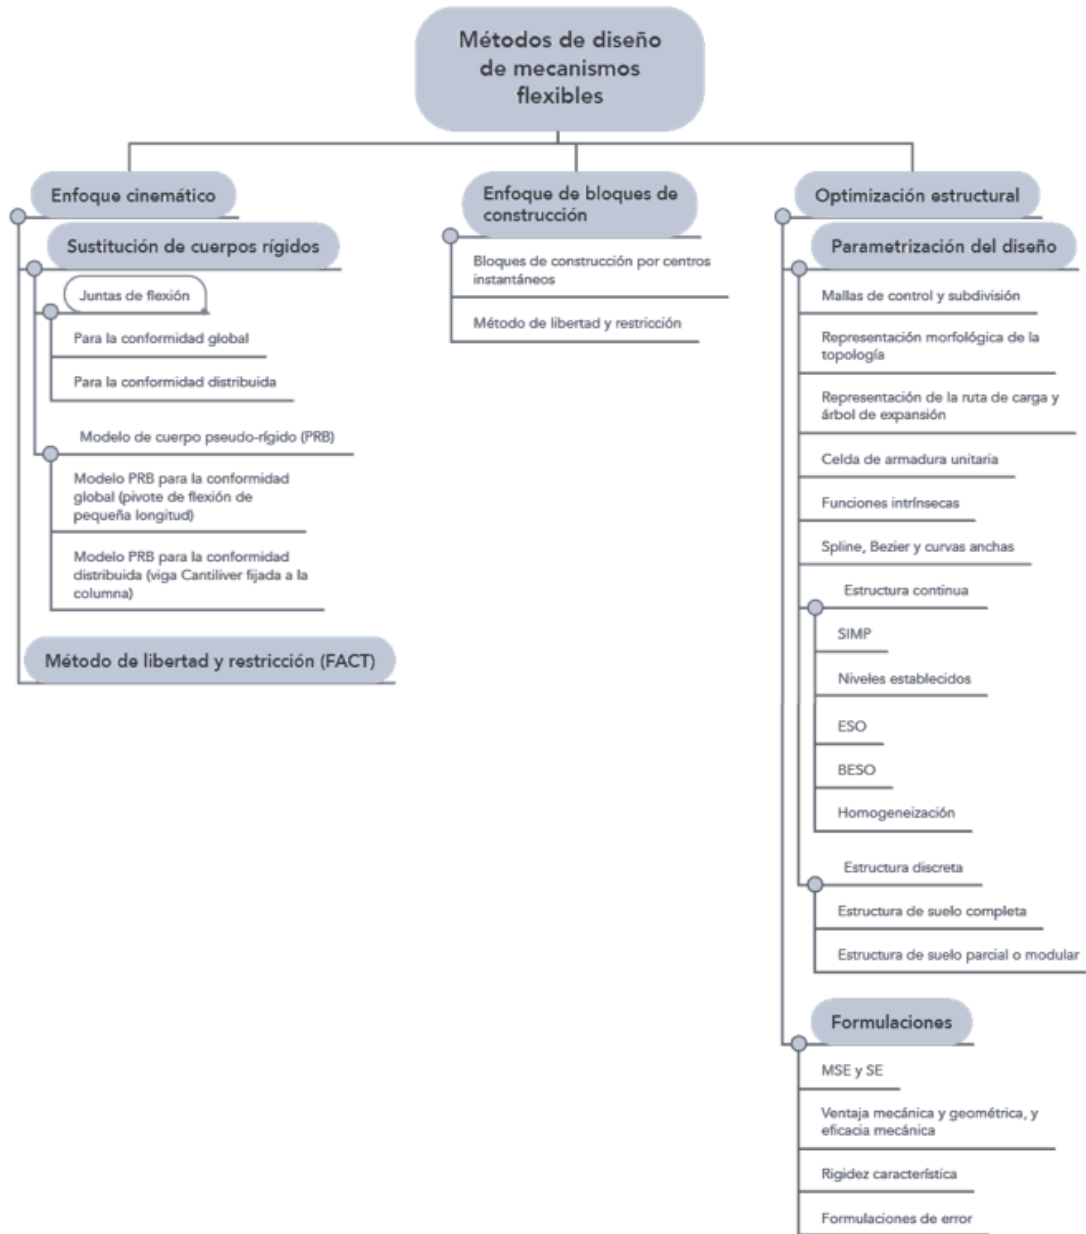 Métodos de diseño
de mecanismos
flexibles
Enfoque cinemático
Sustitución de cuerpos rígidos
Juntas de flexión
Para la conformidad global
Para la conformidad distribuida
Modelo de cuerpo pseudo-rígido (PRB)
Modelo PRB para la conformidad
global (pivote de flexión de
pequeña longitud)
Modelo PRB para la conformidad
distribuida (viga Cantiliver fijada a la
columna)
Método de libertad y restricción (FACT)
Enfoque de bloques de
construcción
Bloques de construcción por centros
instantáneos
Método de libertad y restricción
Optimización estructural
Parametrización del diseño
Mallas de control y subdivisión
Representación morfológica de la
topología
Representación de la ruta de carga y
árbol de expansión
Celda de armadura unitaria
Funciones intrínsecas
Spline, Bezier y curvas anchas
Estructura continua
SIMP
Niveles establecidos
ESO
BESO
Homogeneización
Estructura discreta
Estructura de suelo completa
Estructura de suelo parcial o modular
Formulaciones
MSE y SE
Ventaja mecánica y geométrica, y
eficacia mecánica
Rigidez característica
Formulaciones de error